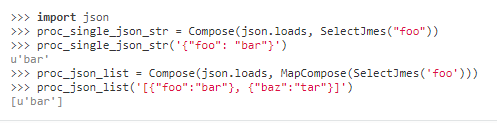 >>> import json
>>> proc_single_json_str = Compose(json.loads, SelectJmes("foo"))
>>> proc_single_json_str('{"foo": "bar"}')
u'bar'
>>> proc_json_list = Compose(json.loads, MapCompose(SelectJmes('foo')))
>>> proc_json_list('[{"foo":"bar"}, {"baz":"tar"}]')
[u'bar']